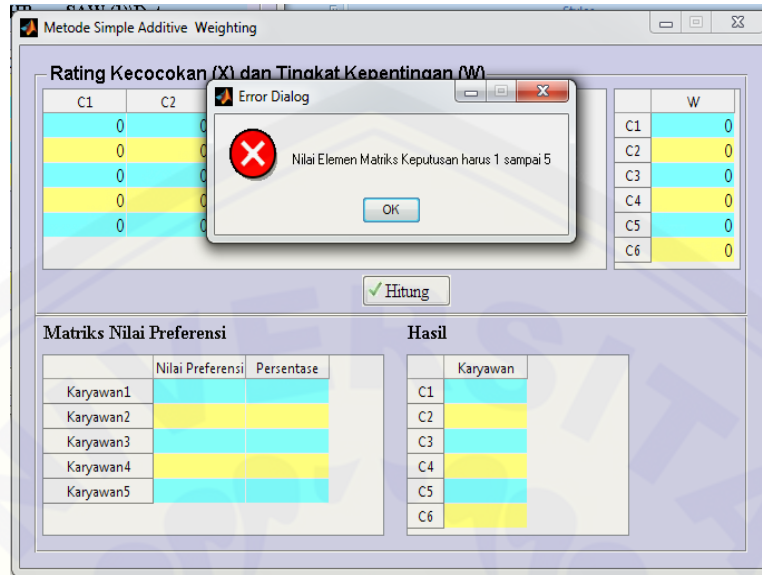 Metode Simple Additive Weighting
Rating Kecocokan (X) dan Tingkat Kepentingan (W)
Error Dialog
Nilai Elemen Matriks Keputusan harus 1 sampai 5
OK
C1 C2
0 0
0 0
0 0
0 0
0 0
W
C1 0
C2 0
C3 0
C4 0
C5 0
C6 0
Hitung
Matriks Nilai Preferensi
Nilai Preferensi Persentase
Karyawan1
Karyawan2
Karyawan3
Karyawan4
Karyawan5
Hasil
Karyawan
C1
C2
C3
C4
C5
C6